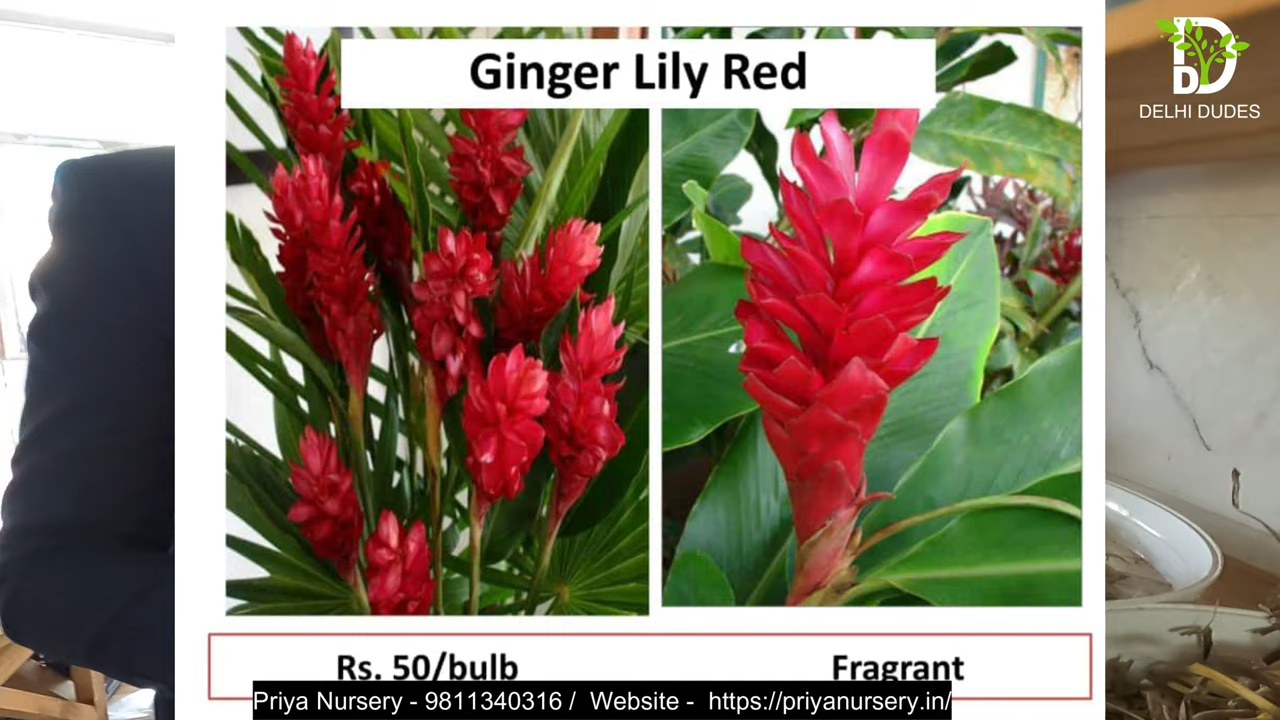 Ginger Lily Red
DELHI DUDES
Rs. 50/bulb
Fragrant
Priya Nursery - 9811340316 / Website - https://priyanursery.in/